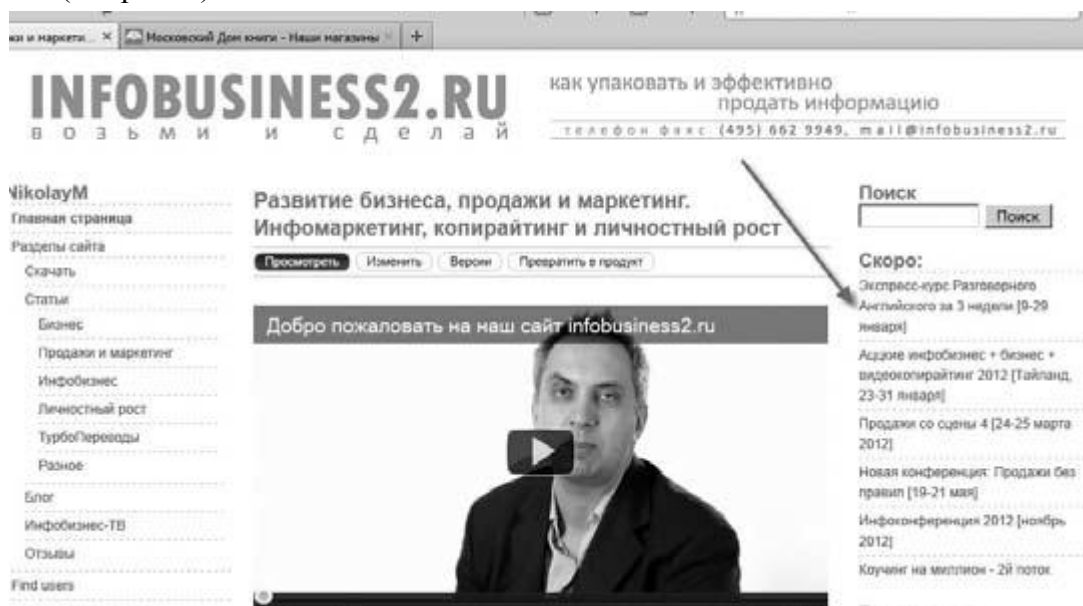 ки и маркети...
Московский Дом книги - Наши магазины
INFOBUSINESS2.RU
возьми и сделай
как упаковать и эффективно
продать информацию
телефон факс (495) 662 9949, mail@infobusiness2.ru
NikolayM
Главная страница
Разделы сайта
Скачать
Статьи
Бизнес
Продажи и маркетинг
Инфобизнес
Личностный рост
ТурбоПереводы
Разное
Блог
Инфобизнес-ТВ
Отзывы
Find users
Развитие бизнеса, продажи и маркетинг.
Инфомаркетинг, копирайтинг и личностный рост
Просмотреть Изменить Версии Превратить в продукт
Добро пожаловать на наш сайт infobusiness2.ru
Поиск
Поиск
Скоро:
Экспресс-курс Разговорного
Английского за 3 недели [9-29
января]
Аццкие инфобизнес + бизнес +
видеокопирайтинг 2012 [Тайланд,
23-31 января]
Продажи со сцены 4 [24-25 марта
2012]
Новая конференция: Продажи без
правил [19-21 мая]
Инфоконференция 2012 [ноябрь
2012]
Коучинг на миллион - 2й поток